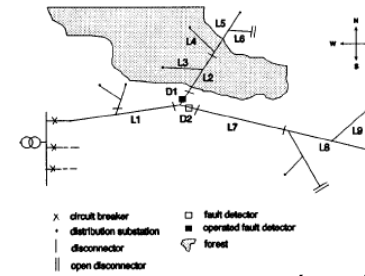 L5
N
L4
L6
W
E
L3
S
L2
D1
L1
D2
L7
L8
L9
circuit breaker
fault detector
distribution substation
operated fault detector
disconnector
forest
open disconnector